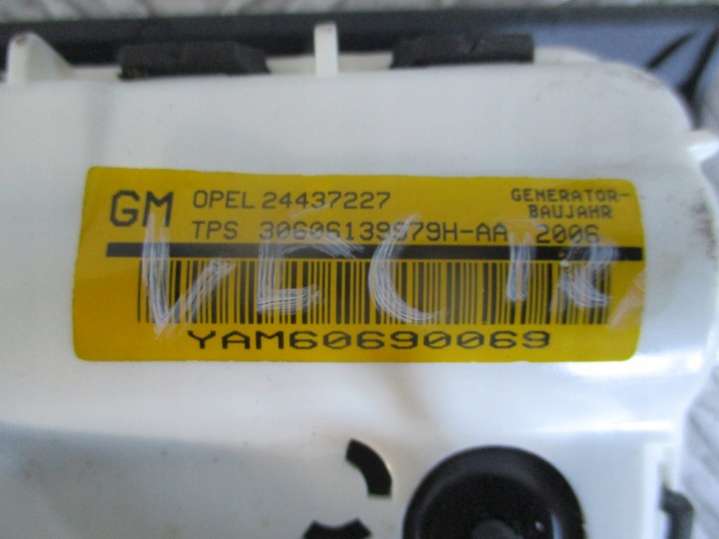 GM OPEL 24437227 GENERATOR-
BAUJAHR
TPS 30606139979H-AA 2006
VECTR
YAM60690069